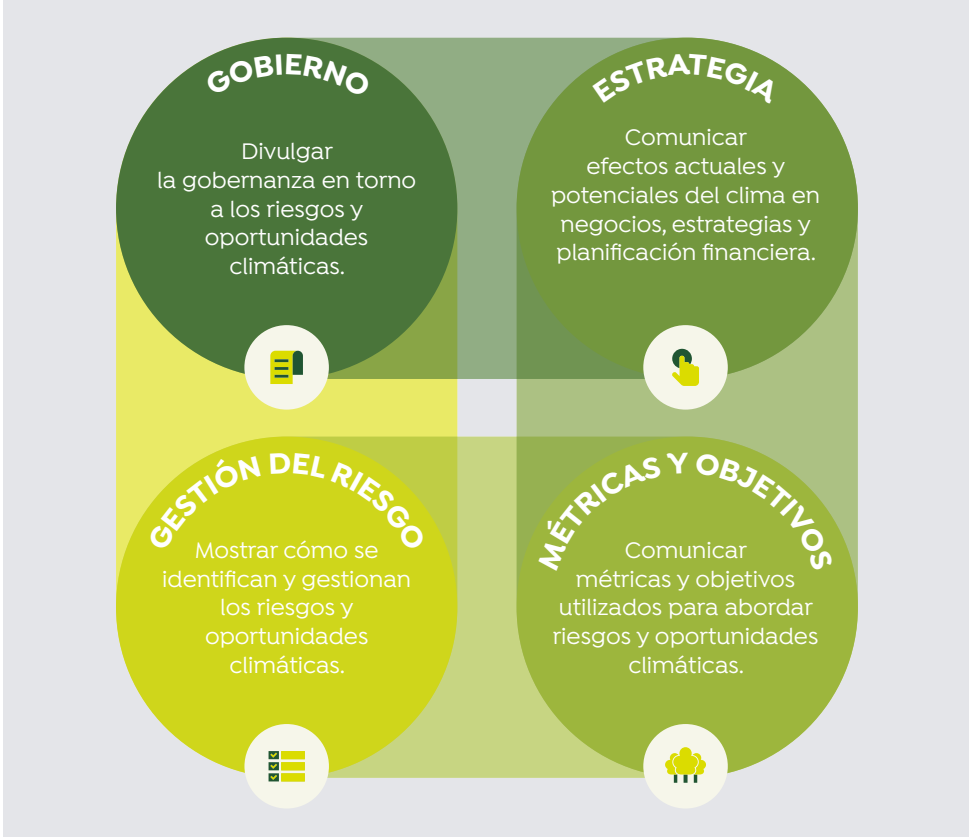 GOBIERNO
Divulgar
la gobernanza en torno
a los riesgos y
oportunidades
climáticas.
ESTRATEGIA
Comunicar
efectos actuales y
potenciales del clima en
negocios, estrategias y
planificación financiera.
GESTIÓN DEL RIESGO
Mostrar cómo se
identifican y gestionan
los riesgos y
oportunidades
climáticas.
MÉTRICAS Y OBJETIVOS
Comunicar
métricas y objetivos
utilizados para abordar
riesgos y oportunidades
climáticas.